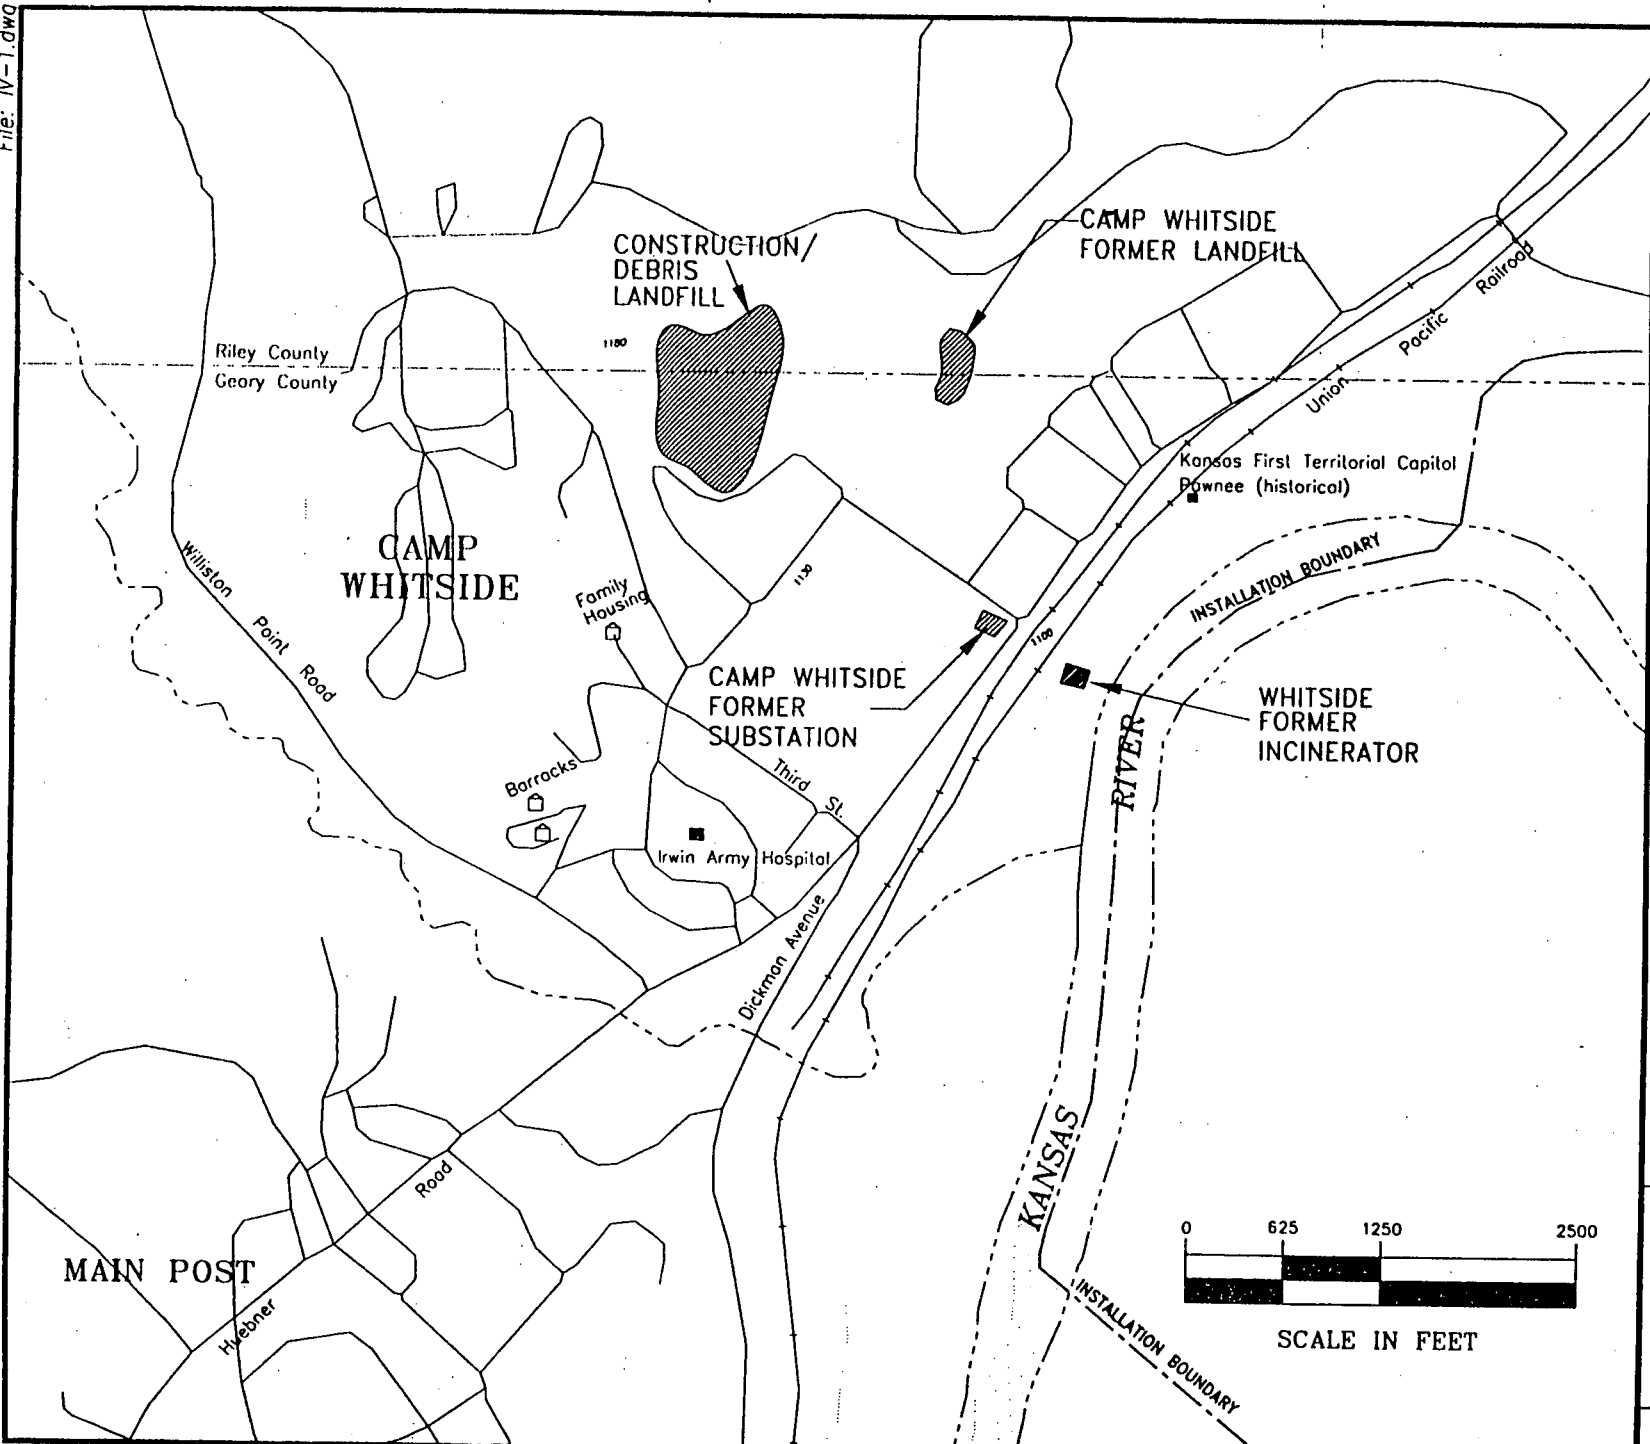 File: IV-1.dwg
CONSTRUCTION/
DEBRIS
LANDFILL
CAMP WHITSIDE
FORMER LANDFILL
Railroad
Pacific
Union
1180
Riley County
Geary County
Kansas First Territorial Capitol
Pawnee (historical)
CAMP
WHITSIDE
Williston
Point
Road
Family
Housing
1130
1100
INSTALLATION BOUNDARY
CAMP WHITSIDE
FORMER
SUBSTATION
WHITSIDE
FORMER
INCINERATOR
Barracks
Third
St.
Irwin Army Hospital
Dickman Avenue
RIVER
KANSAS
Road
Huebner
MAIN POST
INSTALLATION BOUNDARY
0 625 1250 2500
SCALE IN FEET